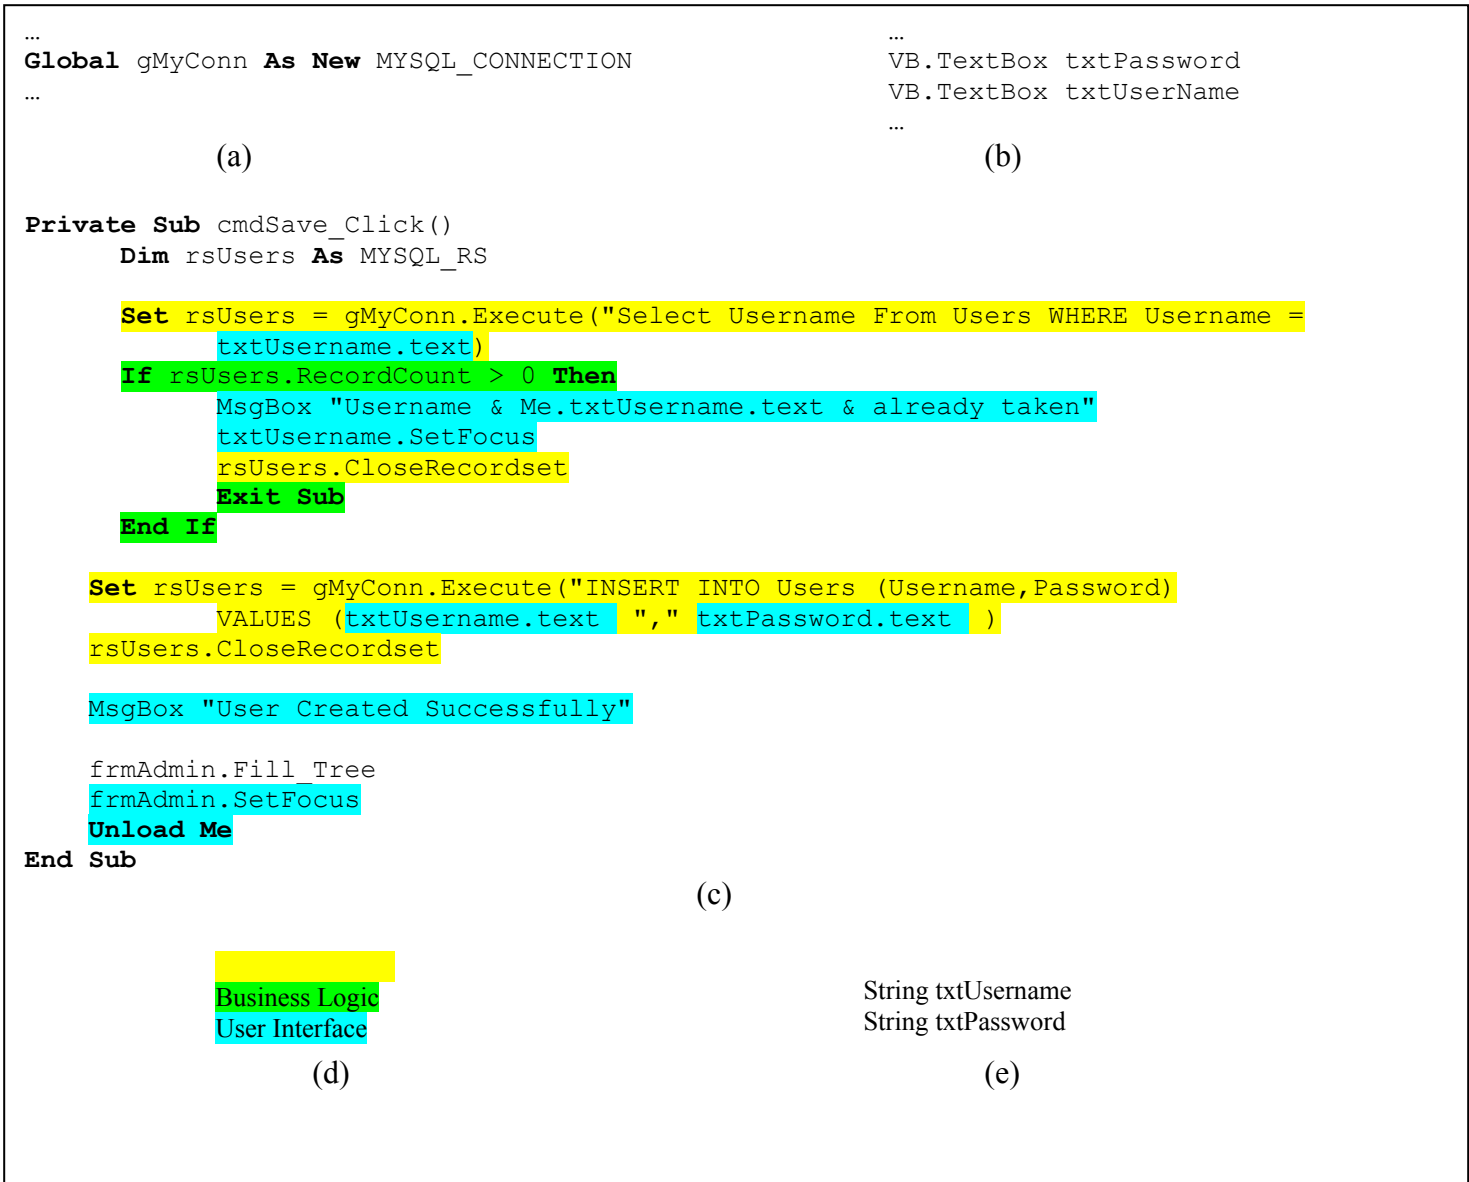 …
Global gMyConn As New MYSQL_CONNECTION
…
(a)
…
VB.TextBox txtPassword
VB.TextBox txtUserName
…
(b)
Private Sub cmdSave_Click()
Dim rsUsers As MYSQL_RS
Set rsUsers = gMyConn.Execute("Select Username From Users WHERE Username =
txtUsername.text)
If rsUsers.RecordCount > 0 Then
MsgBox "Username & Me.txtUsername.text & already taken"
txtUsername.SetFocus
rsUsers.CloseRecordset
Exit Sub
End If
Set rsUsers = gMyConn.Execute("INSERT INTO Users (Username,Password)
VALUES (txtUsername.text "," txtPassword.text )
rsUsers.CloseRecordset
MsgBox "User Created Successfully"
frmAdmin.Fill_Tree
frmAdmin.SetFocus
Unload Me
End Sub
(c)
Business Logic
User Interface
(d)
String txtUsername
String txtPassword
(e)